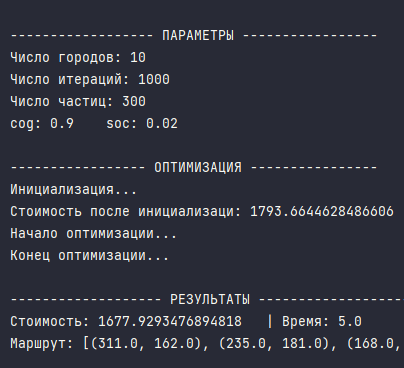 ------------------ ПАРАМЕТРЫ -----------------
Число городов: 10
Число итераций: 1000
Число частиц: 300
cog: 0.9    soc: 0.02
----------------- ОПТИМИЗАЦИЯ ----------------
Инициализация...
Стоимость после инициализаци: 1793.6644628486606
Начало оптимизации...
Конец оптимизации...
------------------- РЕЗУЛЬТАТЫ ------------------
Стоимость: 1677.9293476894818   | Время: 5.0
Маршрут: [(311.0, 162.0), (235.0, 181.0), (168.0,